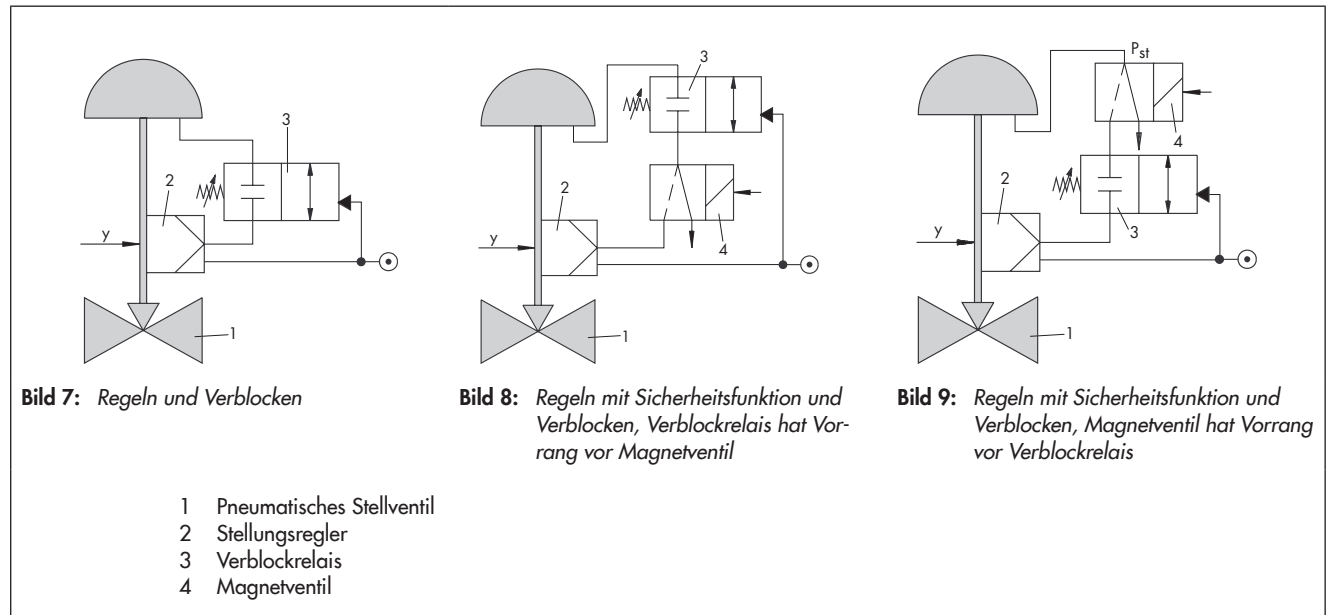 3
2
y
1
Bild 7: Regeln und Verblocken
3
2
4
y
1
Bild 8: Regeln mit Sicherheitsfunktion und
Verblocken, Verblockrelais hat Vor-
rang vor Magnetventil
Pst
4
2
3
y
1
Bild 9: Regeln mit Sicherheitsfunktion und
Verblocken, Magnetventil hat Vorrang
vor Verblockrelais
1 Pneumatisches Stellventil
2 Stellungsregler
3 Verblockrelais
4 Magnetventil